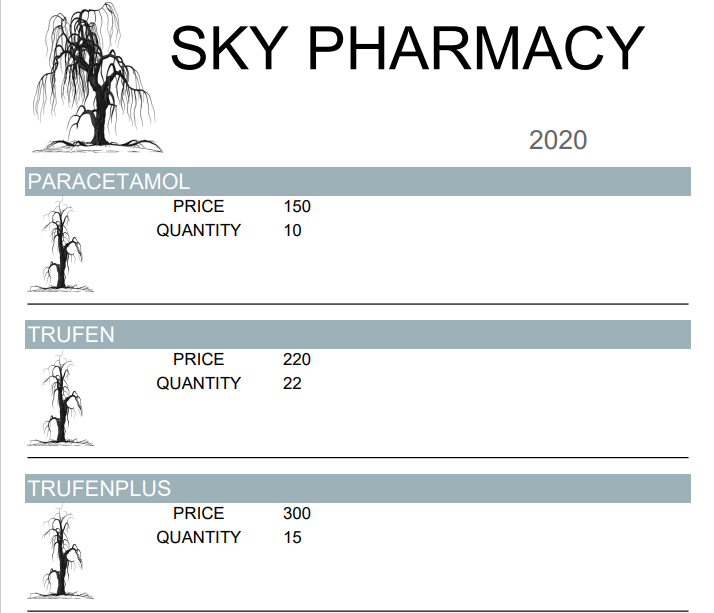 SKY PHARMACY
2020
PARACETAMOL
PRICE 150
QUANTITY 10
TRUFEN
PRICE 220
QUANTITY 22
TRUFENPLUS
PRICE 300
QUANTITY 15